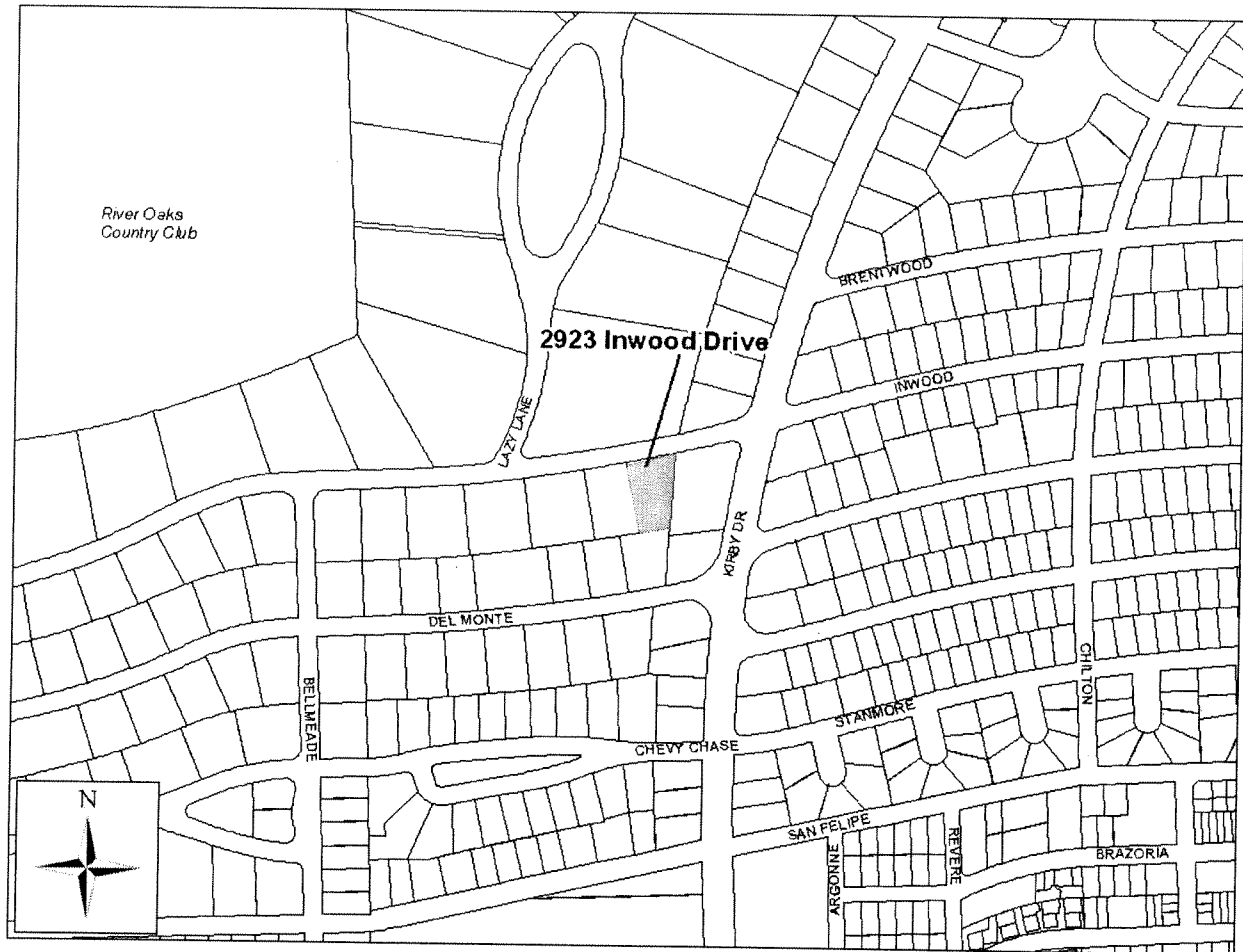 River Oaks
Country Club
BRENTWOOD
2923 Inwood Drive
INWOOD
LAZY LANE
KIRBY DR
DEL MONTE
BELLMEADE
CHILTON
STANMORE
CHEVY CHASE
N
SAN FELIPE
ARGONNE
REVERE
BRAZORIA